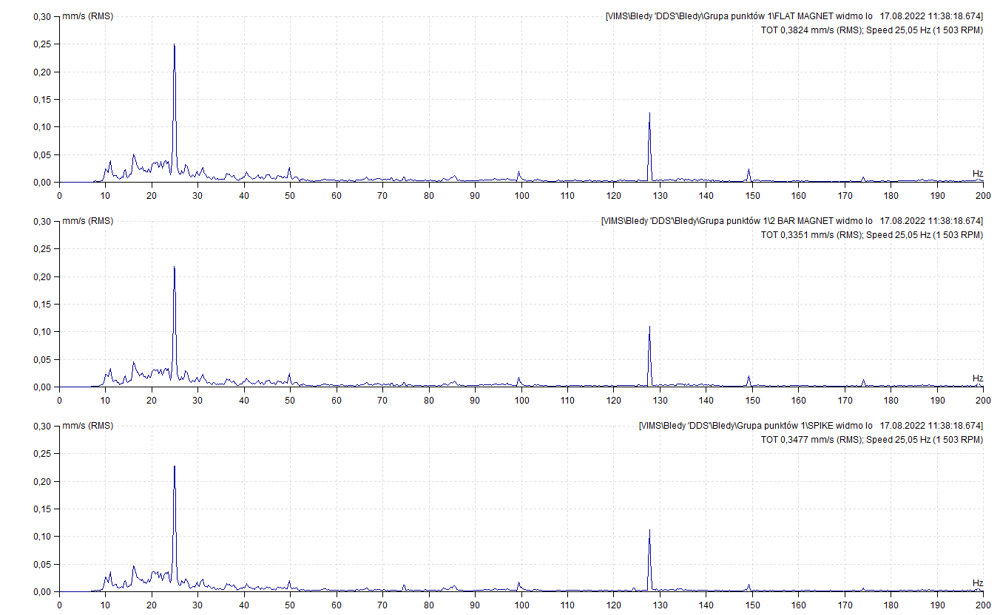 0,30 mm/s (RMS) [VIMS\Bledy 'DDS'\Bledy\Grupa punktów 1\FLAT MAGNET widmo lo 17.08.2022 11:38:18.674]
TOT 0,3824 mm/s (RMS); Speed 25,05 Hz (1 503 RPM)
0,25
0,20
0,15
0,10
0,05
Hz
0,00
0 10 20 30 40 50 60 70 80 90 100 110 120 130 140 150 160 170 180 190 200
0,30 mm/s (RMS) [VIMS\Bledy 'DDS'\Bledy\Grupa punktów 1\2 BAR MAGNET widmo lo 17.08.2022 11:38:18.674]
TOT 0,3351 mm/s (RMS); Speed 25,05 Hz (1 503 RPM)
0,25
0,20
0,15
0,10
0,05
Hz
0,00
0 10 20 30 40 50 60 70 80 90 100 110 120 130 140 150 160 170 180 190 200
0,30 mm/s (RMS) [VIMS\Bledy 'DDS'\Bledy\Grupa punktów 1\SPIKE widmo lo 17.08.2022 11:38:18.674]
TOT 0,3477 mm/s (RMS); Speed 25,05 Hz (1 503 RPM)
0,25
0,20
0,15
0,10
0,05
Hz
0,00
0 10 20 30 40 50 60 70 80 90 100 110 120 130 140 150 160 170 180 190 200